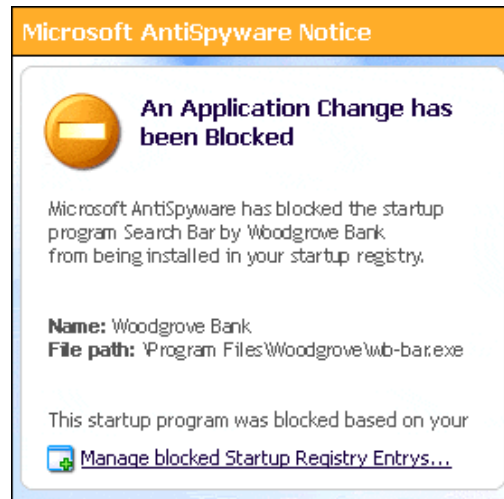 Microsoft AntiSpyware Notice
An Application Change has
been Blocked
Microsoft AntiSpyware has blocked the startup
program Search Bar by Woodgrove Bank
from being installed in your startup registry.
Name: Woodgrove Bank
File path: \Program Files\Woodgrove\wb-bar.exe
This startup program was blocked based on your
Manage blocked Startup Registry Entrys...